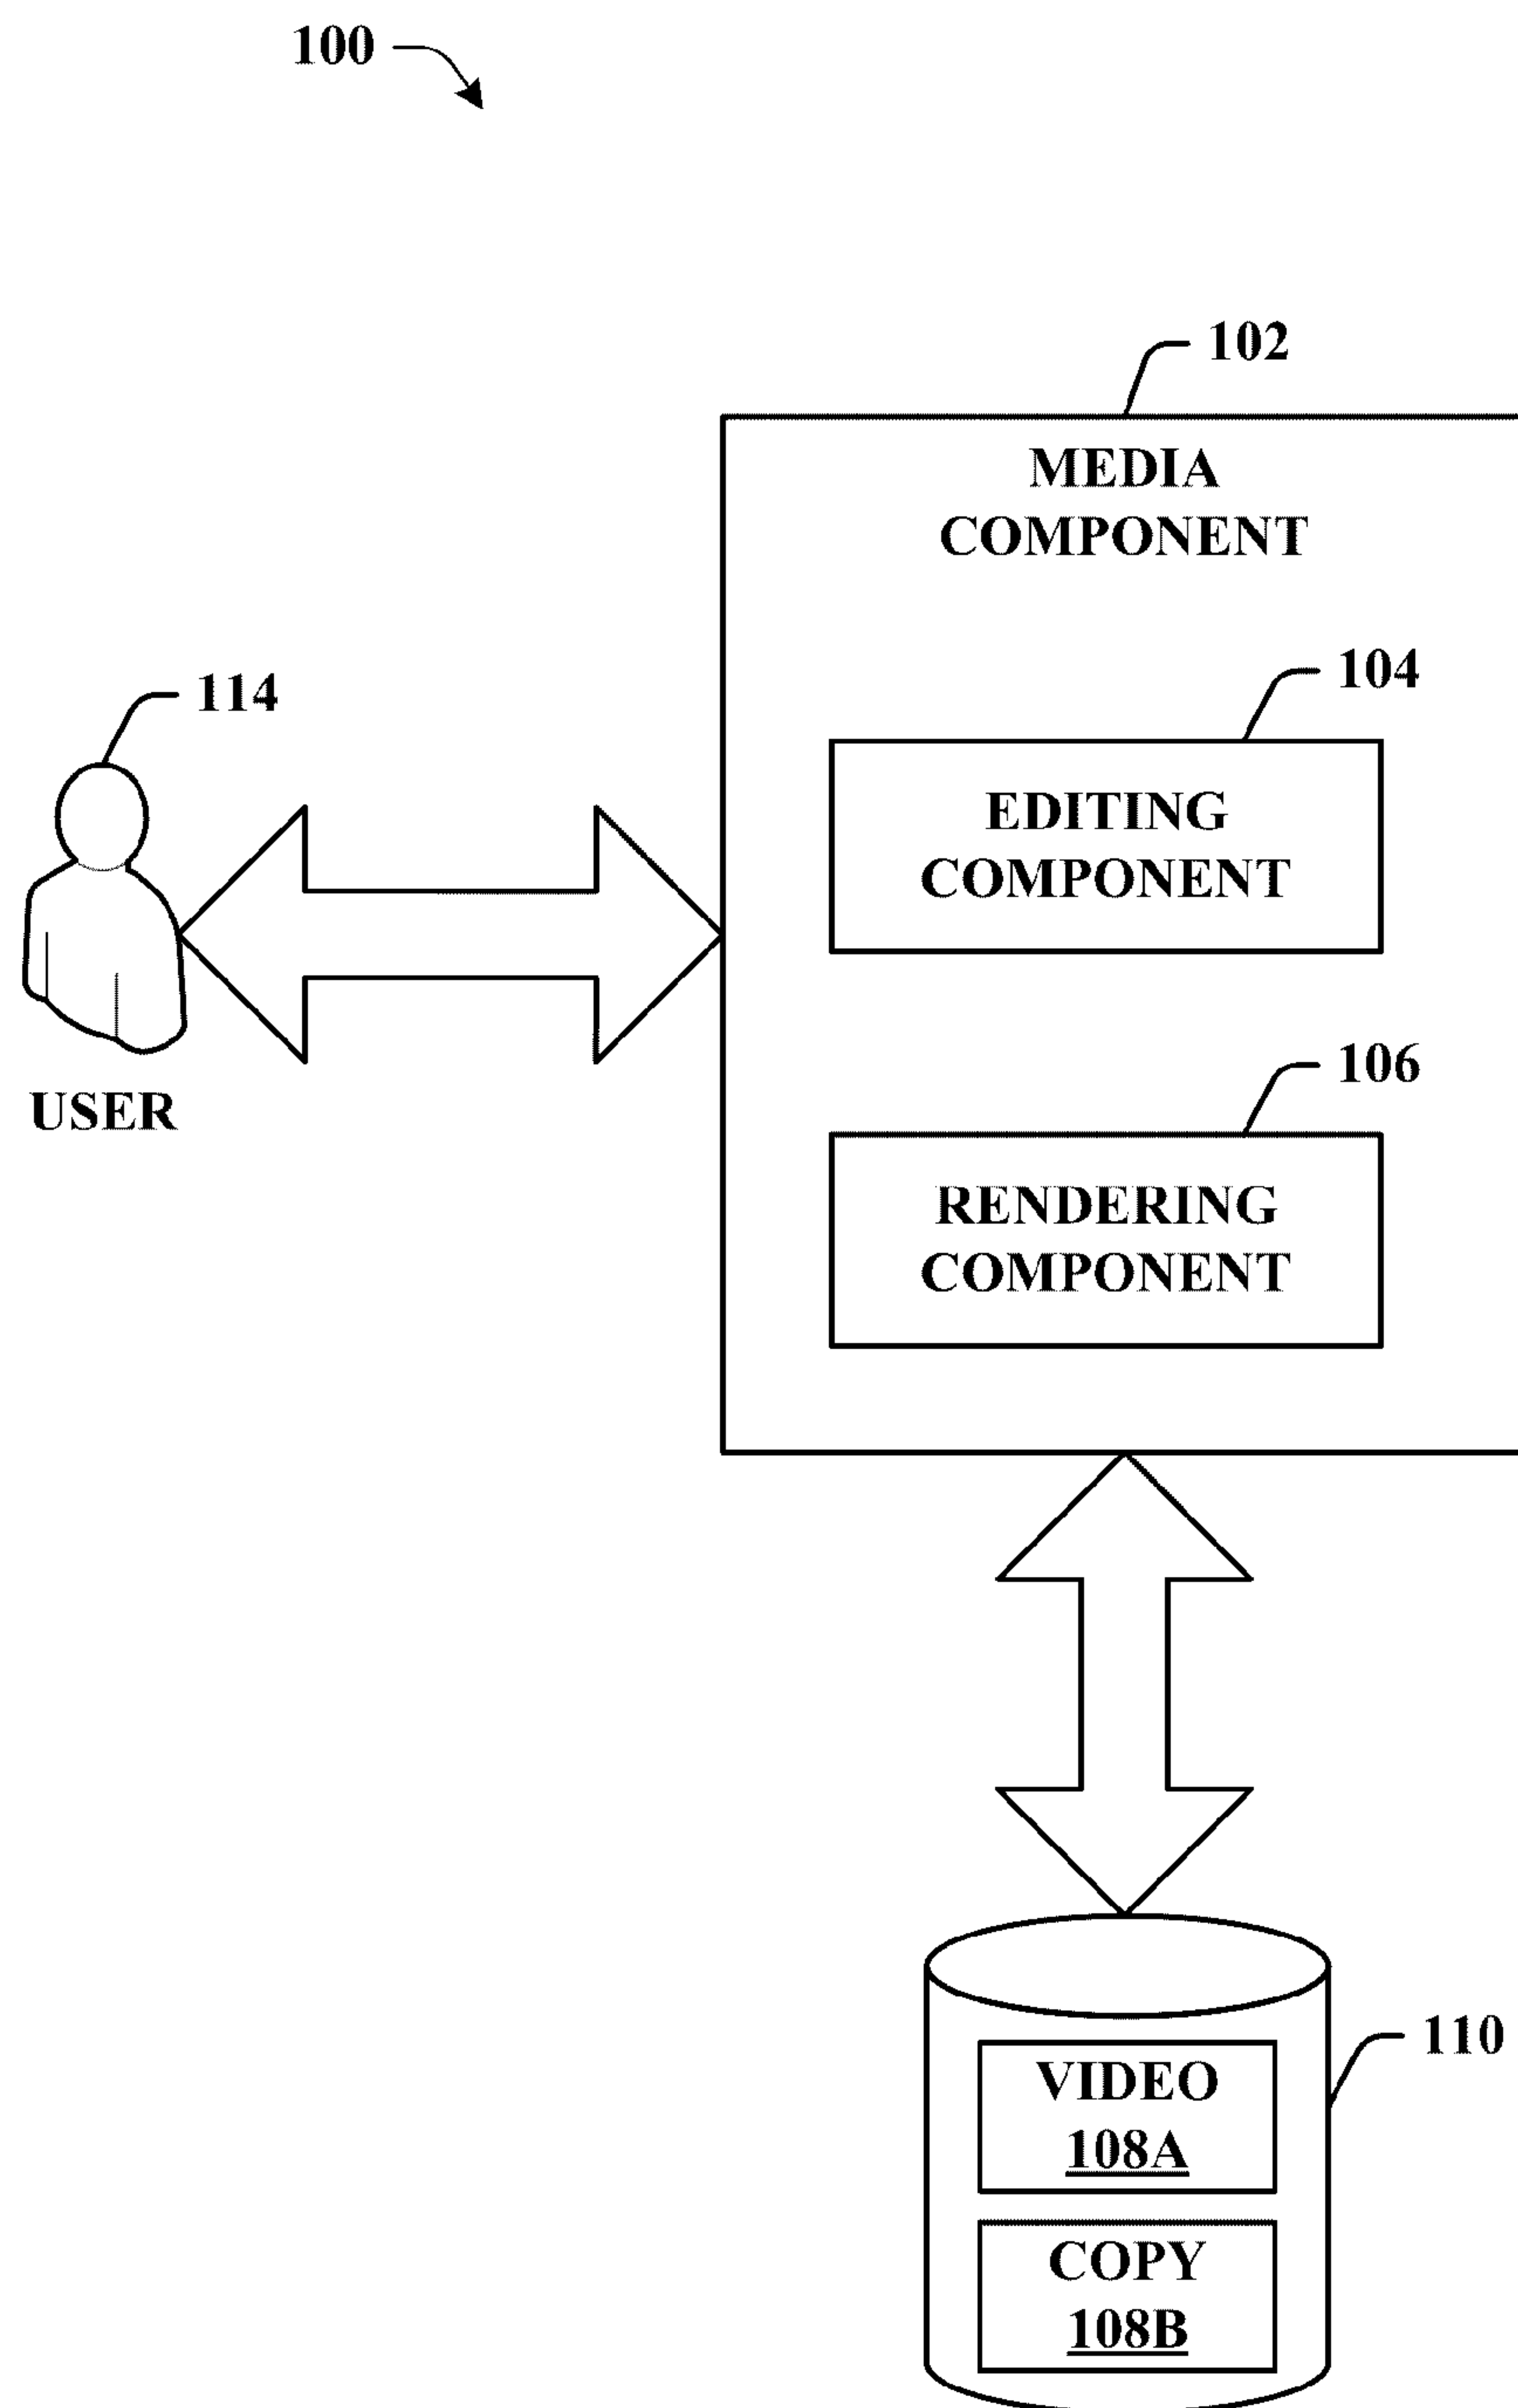 100
102
MEDIA
COMPONENT
104
114
EDITING
COMPONENT
106
USER
RENDERING
COMPONENT
110
VIDEO
108A
COPY
108B